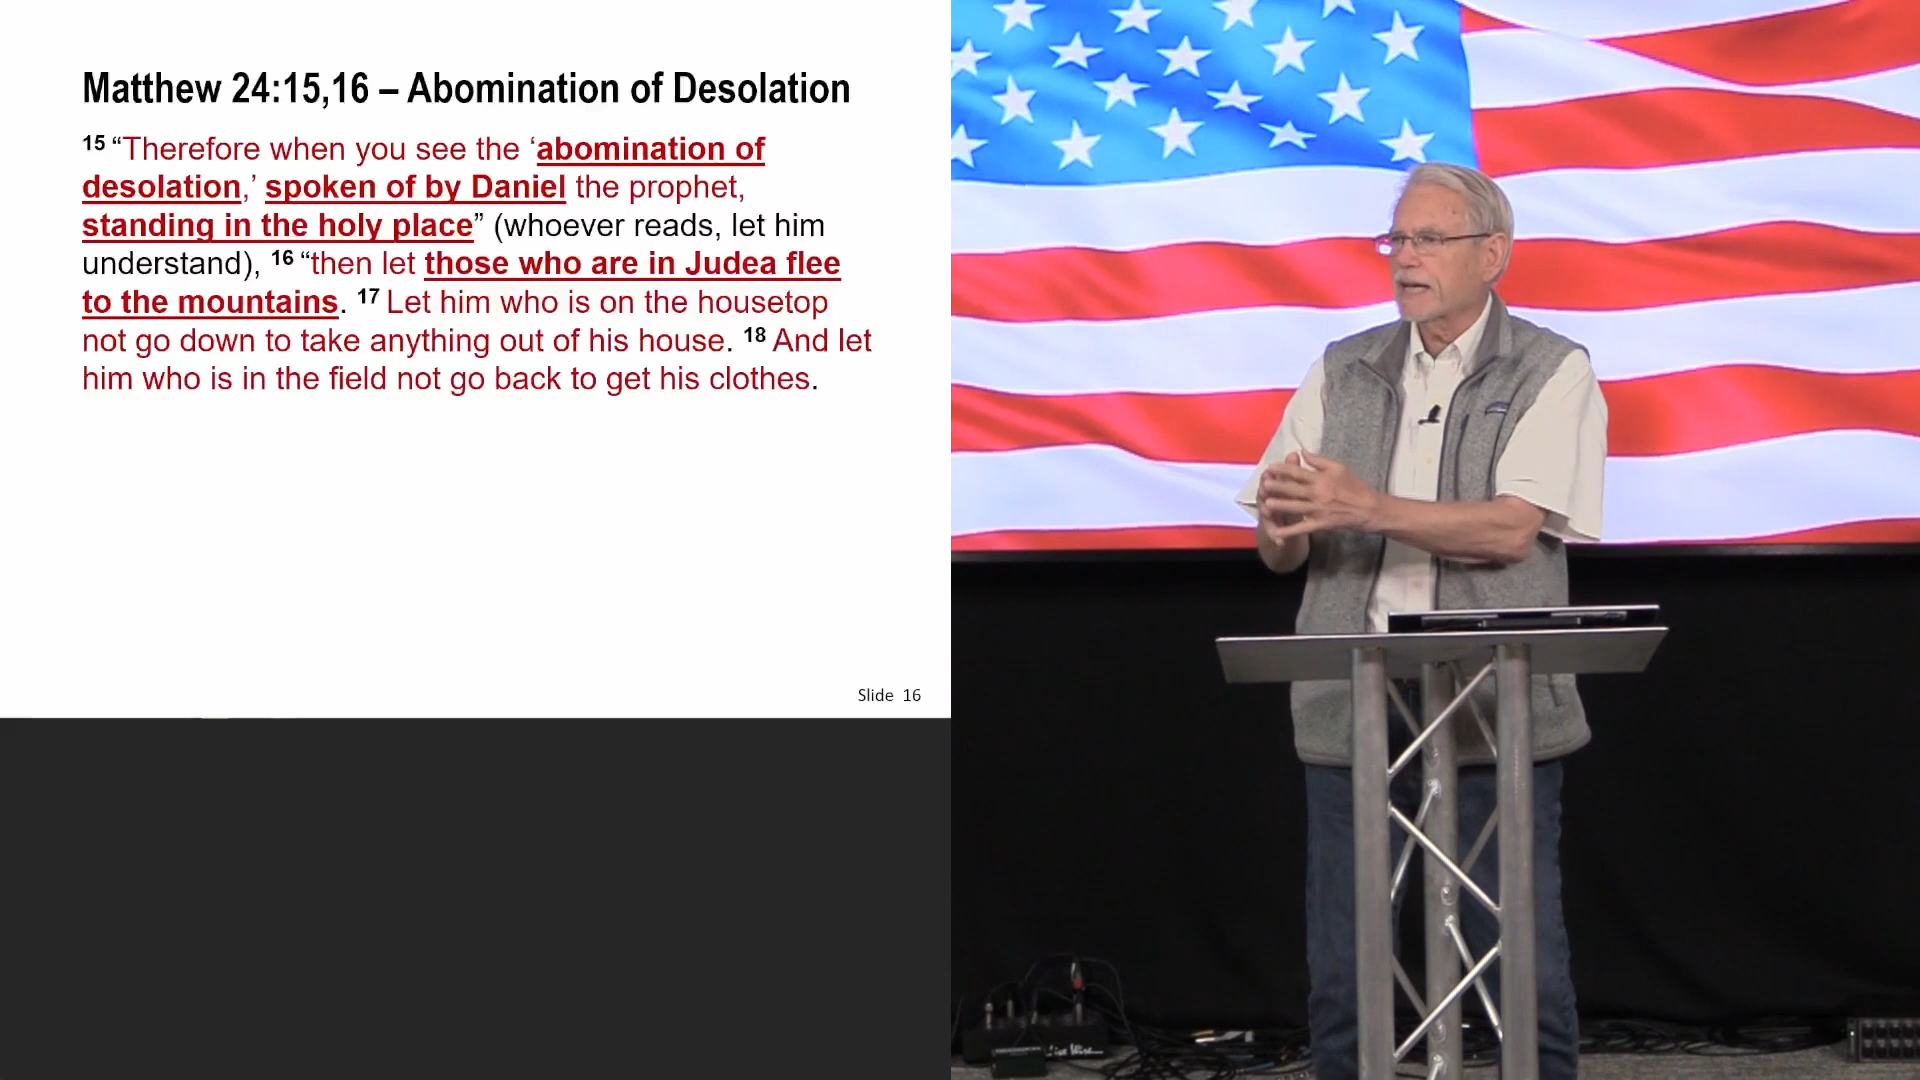 Matthew 24:15,16 – Abomination of Desolation
15 “Therefore when you see the ‘abomination of
desolation,’ spoken of by Daniel the prophet,
standing in the holy place” (whoever reads, let him
understand), 16 “then let those who are in Judea flee
to the mountains. 17 Let him who is on the housetop
not go down to take anything out of his house. 18 And let
him who is in the field not go back to get his clothes.
Slide 16